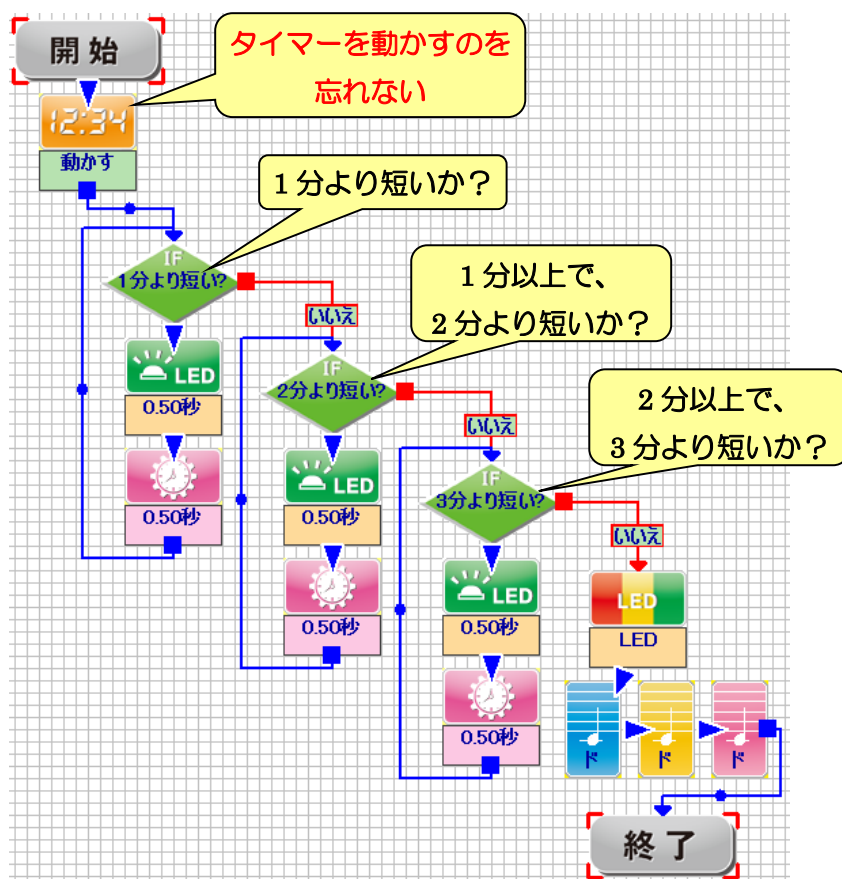 開始
タイマーを動かすのを
忘れない
12:34
動かす
1分より短いか？
IF
1分より短い?
いいえ
LED
0.50秒
0.50秒
1分以上で、
2分より短いか？
IF
2分より短い?
いいえ
LED
0.50秒
0.50秒
2分以上で、
3分より短いか？
IF
3分より短い?
いいえ
LED
0.50秒
0.50秒
LED
LED
ド
ド
ド
終了